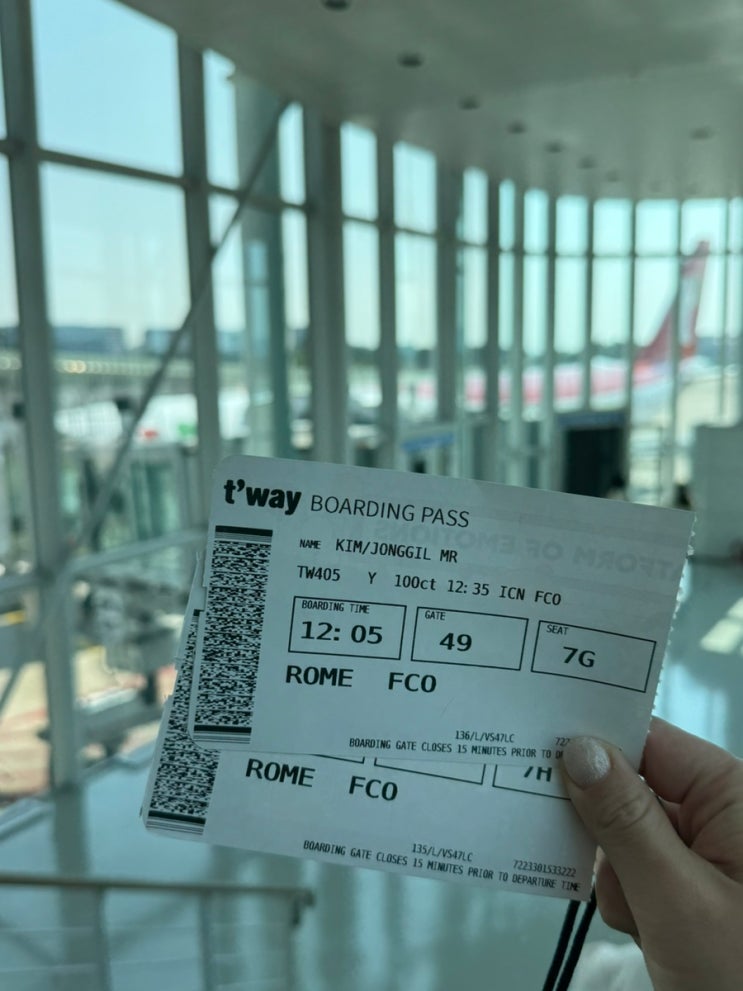 t'way BOARDING PASS
NAME KIM/JONGGIL MR
TW405 Y 10Oct 12:35 ICN FCO
BOARDING TIME GATE SEAT
12:05 49 7G
ROME FCO
136/L/VS47LC
BOARDING GATE CLOSES 15 MINUTES PRIOR TO
7H
ROME FCO
135/L/VS47LC 7223301533222
BOARDING GATE CLOSES 15 MINUTES PRIOR TO DEPARTURE TIME